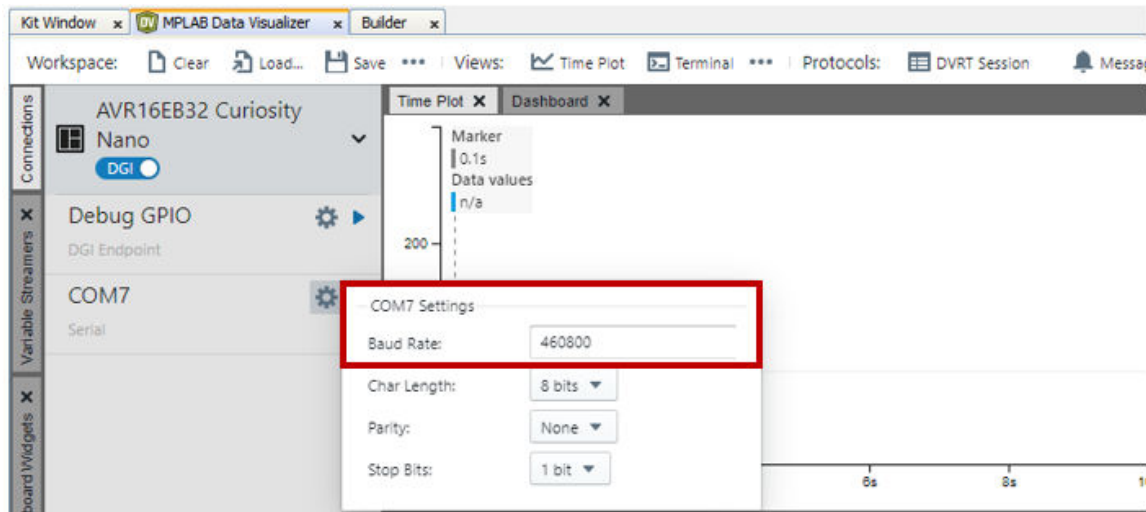 Kit Window x DV MPLAB Data Visualizer x Builder x
Workspace: Clear Load... Save ••• Views: Time Plot Terminal ••• Protocols: DVRT Session
Connections
Variable Streamers
AVR16EB32 Curiosity
Nano
DGI
Debug GPIO
DGI Endpoint
COM7
Serial
Time Plot X Dashboard X
Marker
0.1s
Data values
n/a
200
COM7 Settings
Baud Rate: 460800
Char Length: 8 bits
Parity: None
Stop Bits: 1 bit
6s 8s